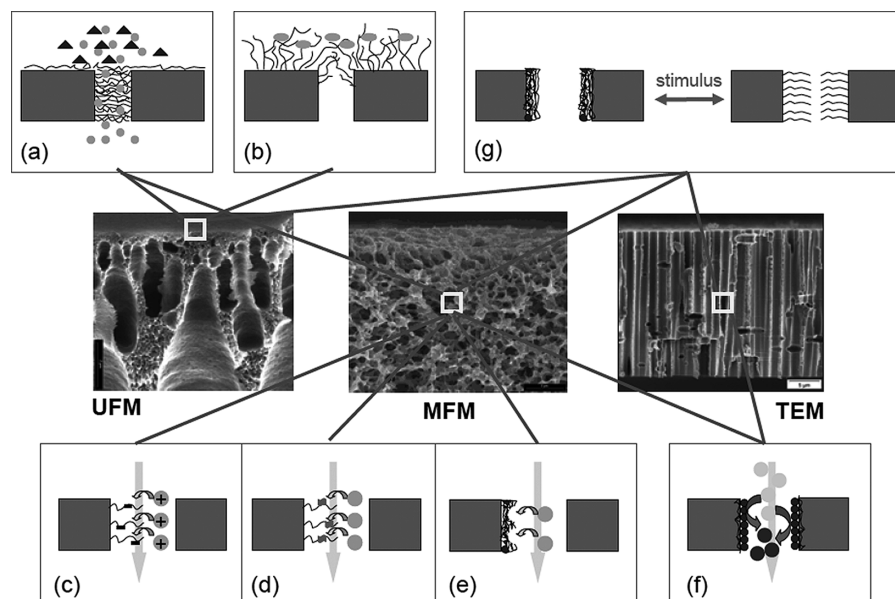 (a)
(b)
stimulus
(g)
UFM
MFM
TEM
5 µm
+
+
+
(c)
(d)
(e)
(f)